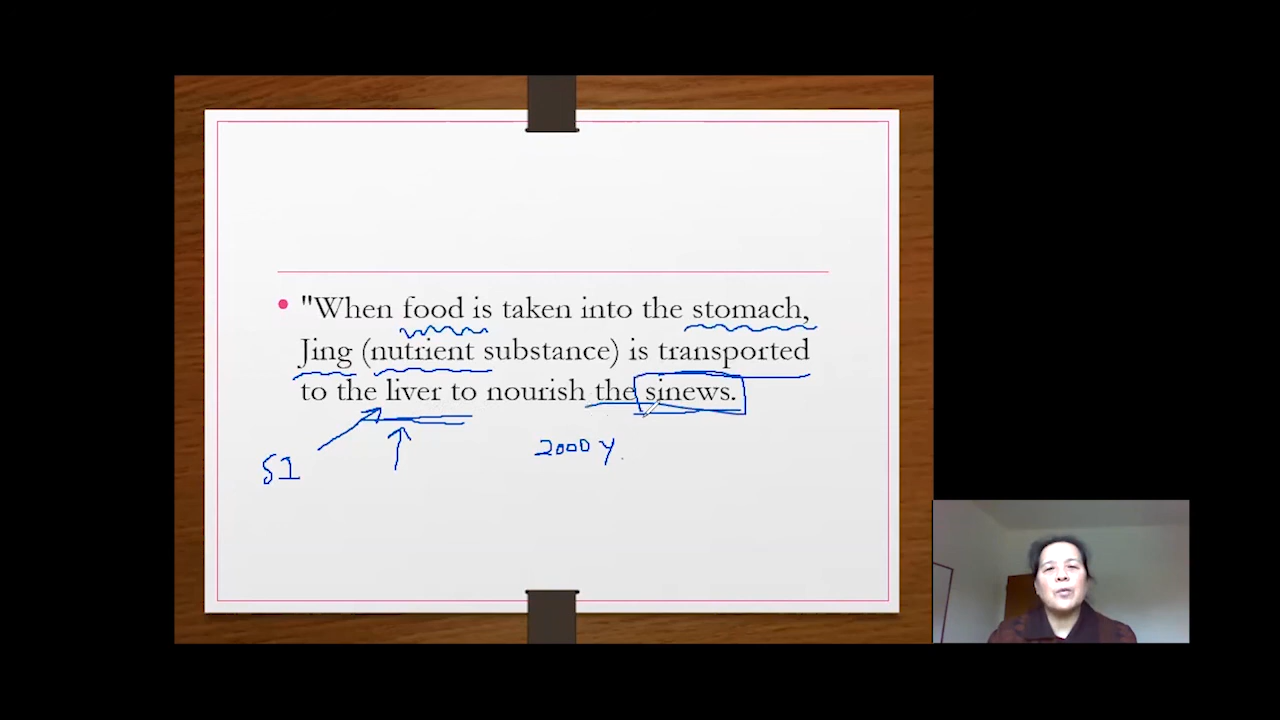 "When food is taken into the stomach,
Jing (nutrient substance) is transported
to the liver to nourish the sinews.
2000 y
SI